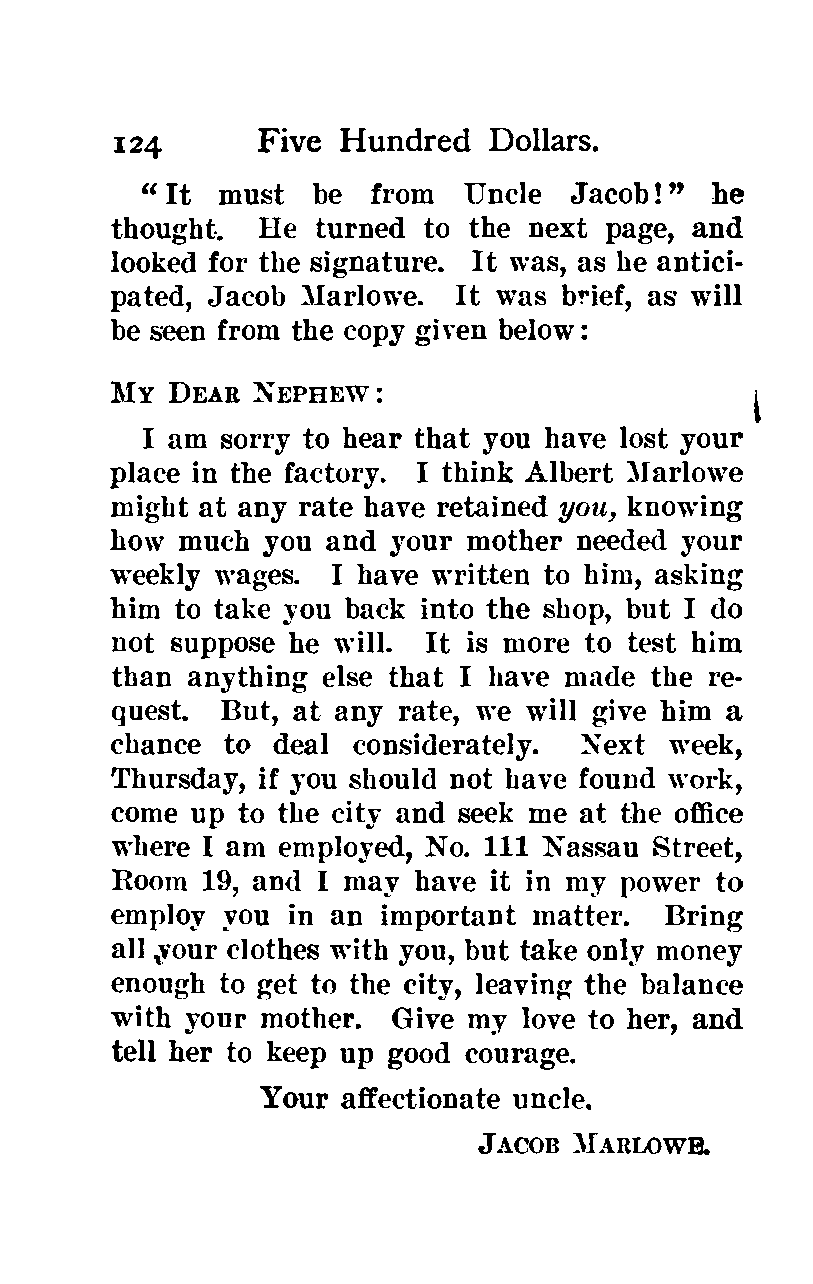 124 Five Hundred Dollars.
“It must be from Uncle Jacob!” he
thought. He turned to the next page, and
looked for the signature. It was, as he antici-
pated, Jacob Marlowe. It was brief, as will
be seen from the copy given below:
My Dear Nephew:
I am sorry to hear that you have lost your
place in the factory. I think Albert Marlowe
might at any rate have retained you, knowing
how much you and your mother needed your
weekly wages. I have written to him, asking
him to take you back into the shop, but I do
not suppose he will. It is more to test him
than anything else that I have made the re-
quest. But, at any rate, we will give him a
chance to deal considerately. Next week,
Thursday, if you should not have found work,
come up to the city and seek me at the office
where I am employed, No. 111 Nassau Street,
Room 19, and I may have it in my power to
employ you in an important matter. Bring
all your clothes with you, but take only money
enough to get to the city, leaving the balance
with your mother. Give my love to her, and
tell her to keep up good courage.
Your affectionate uncle.
Jacob Marlowe.